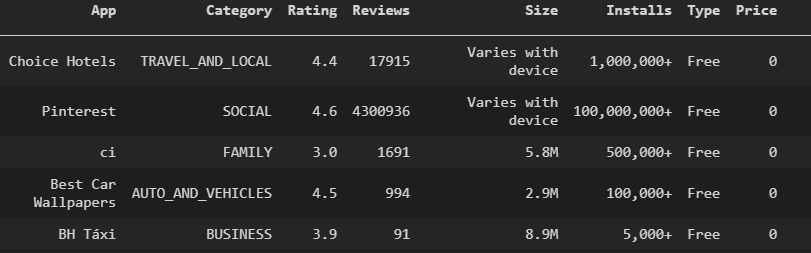 App Category Rating Reviews Size Installs Type Price
Choice Hotels TRAVEL_AND_LOCAL 4.4 17915 Varies with device 1,000,000+ Free 0
Pinterest SOCIAL 4.6 4300936 Varies with device 100,000,000+ Free 0
ci FAMILY 3.0 1691 5.8M 500,000+ Free 0
Best Car Wallpapers AUTO_AND_VEHICLES 4.5 994 2.9M 100,000+ Free 0
BH Táxi BUSINESS 3.9 91 8.9M 5,000+ Free 0